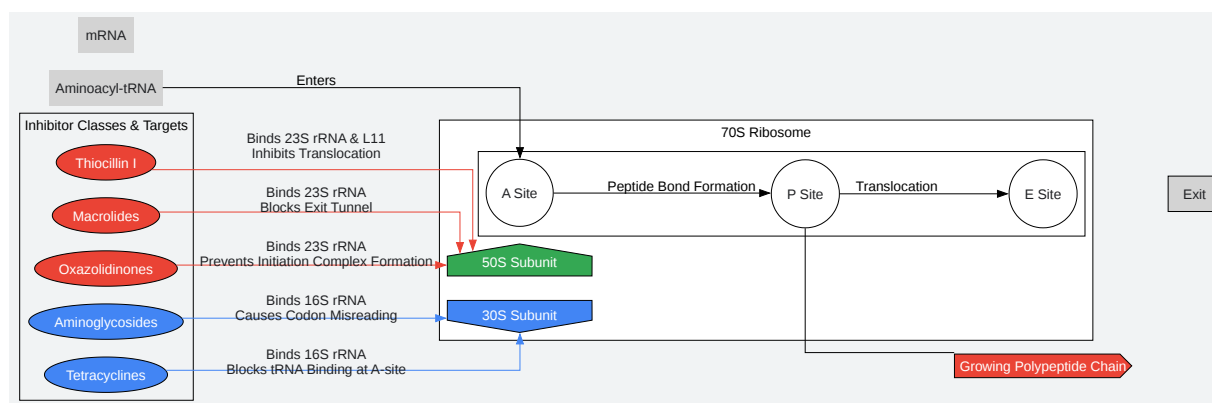 mRNA
Aminoacyl-tRNA
Enters
Inhibitor Classes & Targets
Thiocillin I
Macrolides
Oxazolidinones
Aminoglycosides
Tetracyclines
Binds 23S rRNA & L11
Inhibits Translocation
Binds 23S rRNA
Blocks Exit Tunnel
Binds 23S rRNA
Prevents Initiation Complex Formation
Binds 16S rRNA
Causes Codon Misreading
Binds 16S rRNA
Blocks tRNA Binding at A-site
70S Ribosome
A Site
Peptide Bond Formation
P Site
Translocation
E Site
50S Subunit
30S Subunit
Growing Polypeptide Chain
Exit